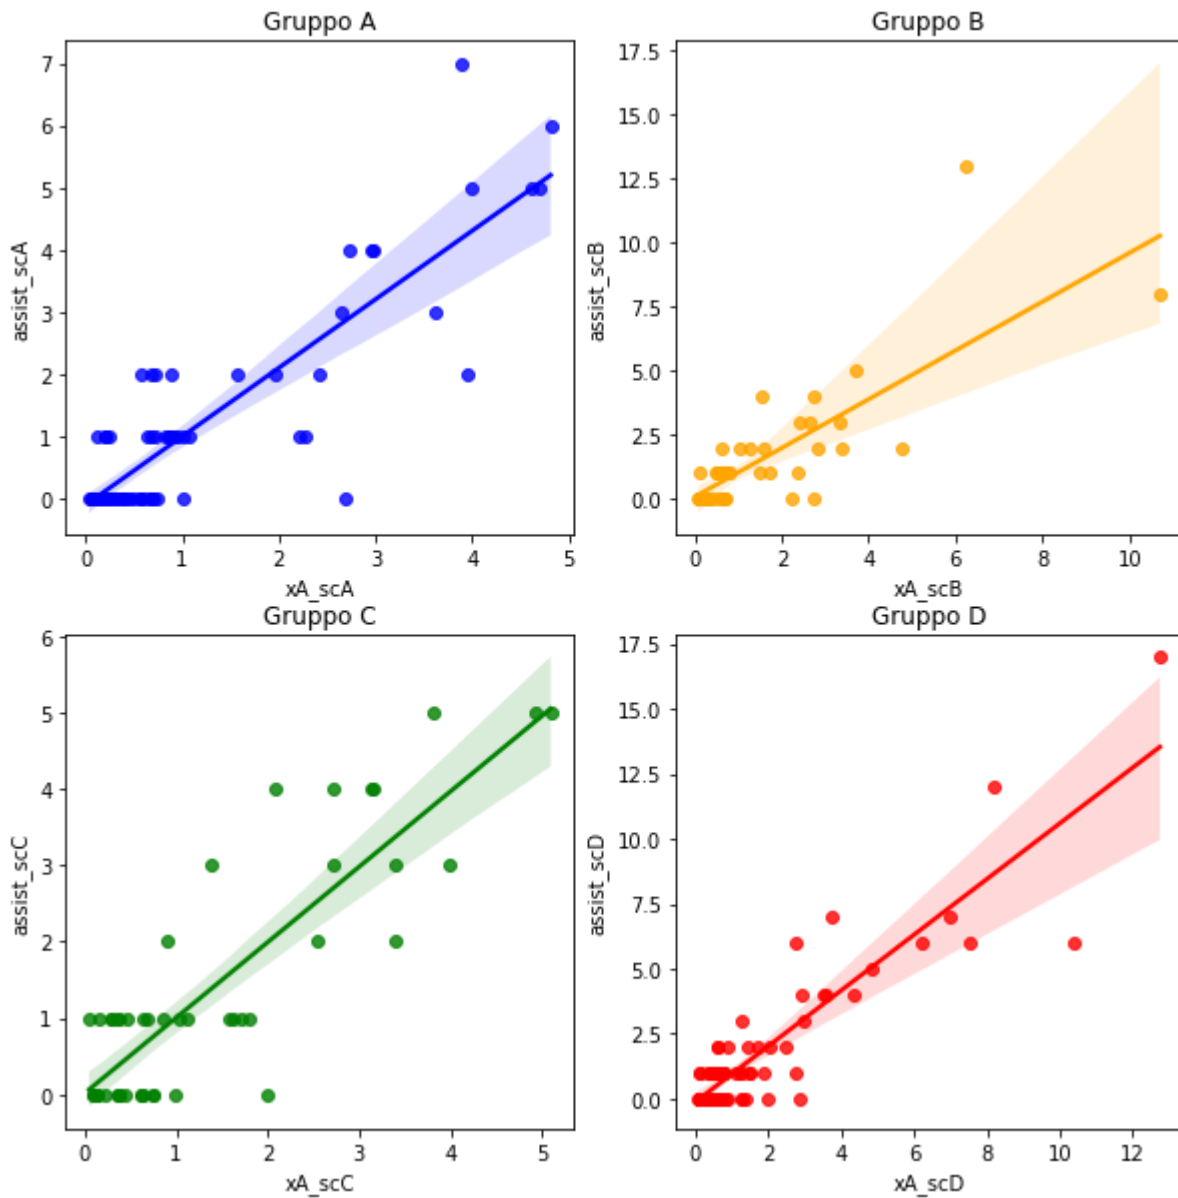 Gruppo A
7
6
5
4
3
2
1
0
assist_scA
0 1 2 3 4 5
xA_scA
Gruppo B
17.5
15.0
12.5
10.0
7.5
5.0
2.5
0.0
assist_scB
0 2 4 6 8 10
xA_scB
Gruppo C
6
5
4
3
2
1
0
assist_scC
0 1 2 3 4 5
xA_scC
Gruppo D
17.5
15.0
12.5
10.0
7.5
5.0
2.5
0.0
assist_scD
0 2 4 6 8 10 12
xA_scD